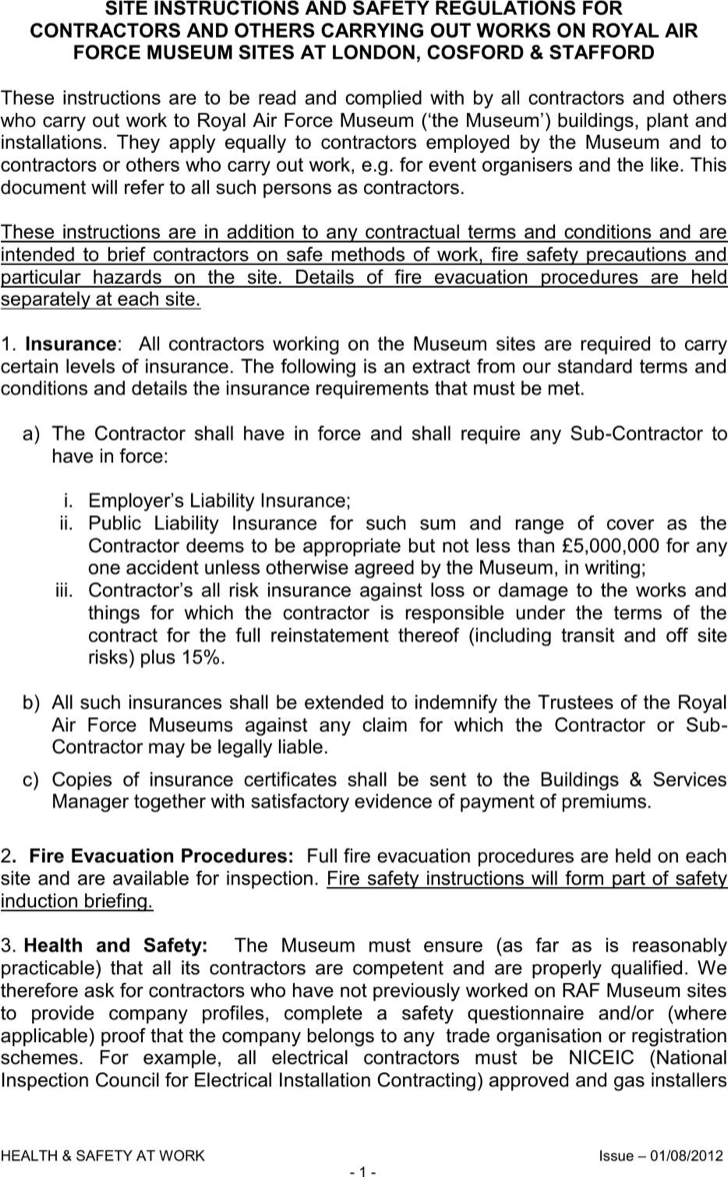 SITE INSTRUCTIONS AND SAFETY REGULATIONS FOR
CONTRACTORS AND OTHERS CARRYING OUT WORKS ON ROYAL AIR
FORCE MUSEUM SITES AT LONDON, COSFORD & STAFFORD
These instructions are to be read and complied with by all contractors and others
who carry out work to Royal Air Force Museum (‘the Museum’) buildings, plant and
installations. They apply equally to contractors employed by the Museum and to
contractors or others who carry out work, e.g. for event organisers and the like. This
document will refer to all such persons as contractors.
These instructions are in addition to any contractual terms and conditions and are
intended to brief contractors on safe methods of work, fire safety precautions and
particular hazards on the site. Details of fire evacuation procedures are held
separately at each site.
1. Insurance: All contractors working on the Museum sites are required to carry
certain levels of insurance. The following is an extract from our standard terms and
conditions and details the insurance requirements that must be met.
a) The Contractor shall have in force and shall require any Sub-Contractor to
have in force:
i. Employer’s Liability Insurance;
ii. Public Liability Insurance for such sum and range of cover as the
Contractor deems to be appropriate but not less than £5,000,000 for any
one accident unless otherwise agreed by the Museum, in writing;
iii. Contractor’s all risk insurance against loss or damage to the works and
things for which the contractor is responsible under the terms of the
contract for the full reinstatement thereof (including transit and off site
risks) plus 15%.
b) All such insurances shall be extended to indemnify the Trustees of the Royal
Air Force Museums against any claim for which the Contractor or Sub-
Contractor may be legally liable.
c) Copies of insurance certificates shall be sent to the Buildings & Services
Manager together with satisfactory evidence of payment of premiums.
2. Fire Evacuation Procedures: Full fire evacuation procedures are held on each
site and are available for inspection. Fire safety instructions will form part of safety
induction briefing.
3. Health and Safety: The Museum must ensure (as far as is reasonably
practicable) that all its contractors are competent and are properly qualified. We
therefore ask for contractors who have not previously worked on RAF Museum sites
to provide company profiles, complete a safety questionnaire and/or (where
applicable) proof that the company belongs to any trade organisation or registration
schemes. For example, all electrical contractors must be NICEIC (National
Inspection Council for Electrical Installation Contracting) approved and gas installers
HEALTH & SAFETY AT WORK Issue – 01/08/2012
- 1 -